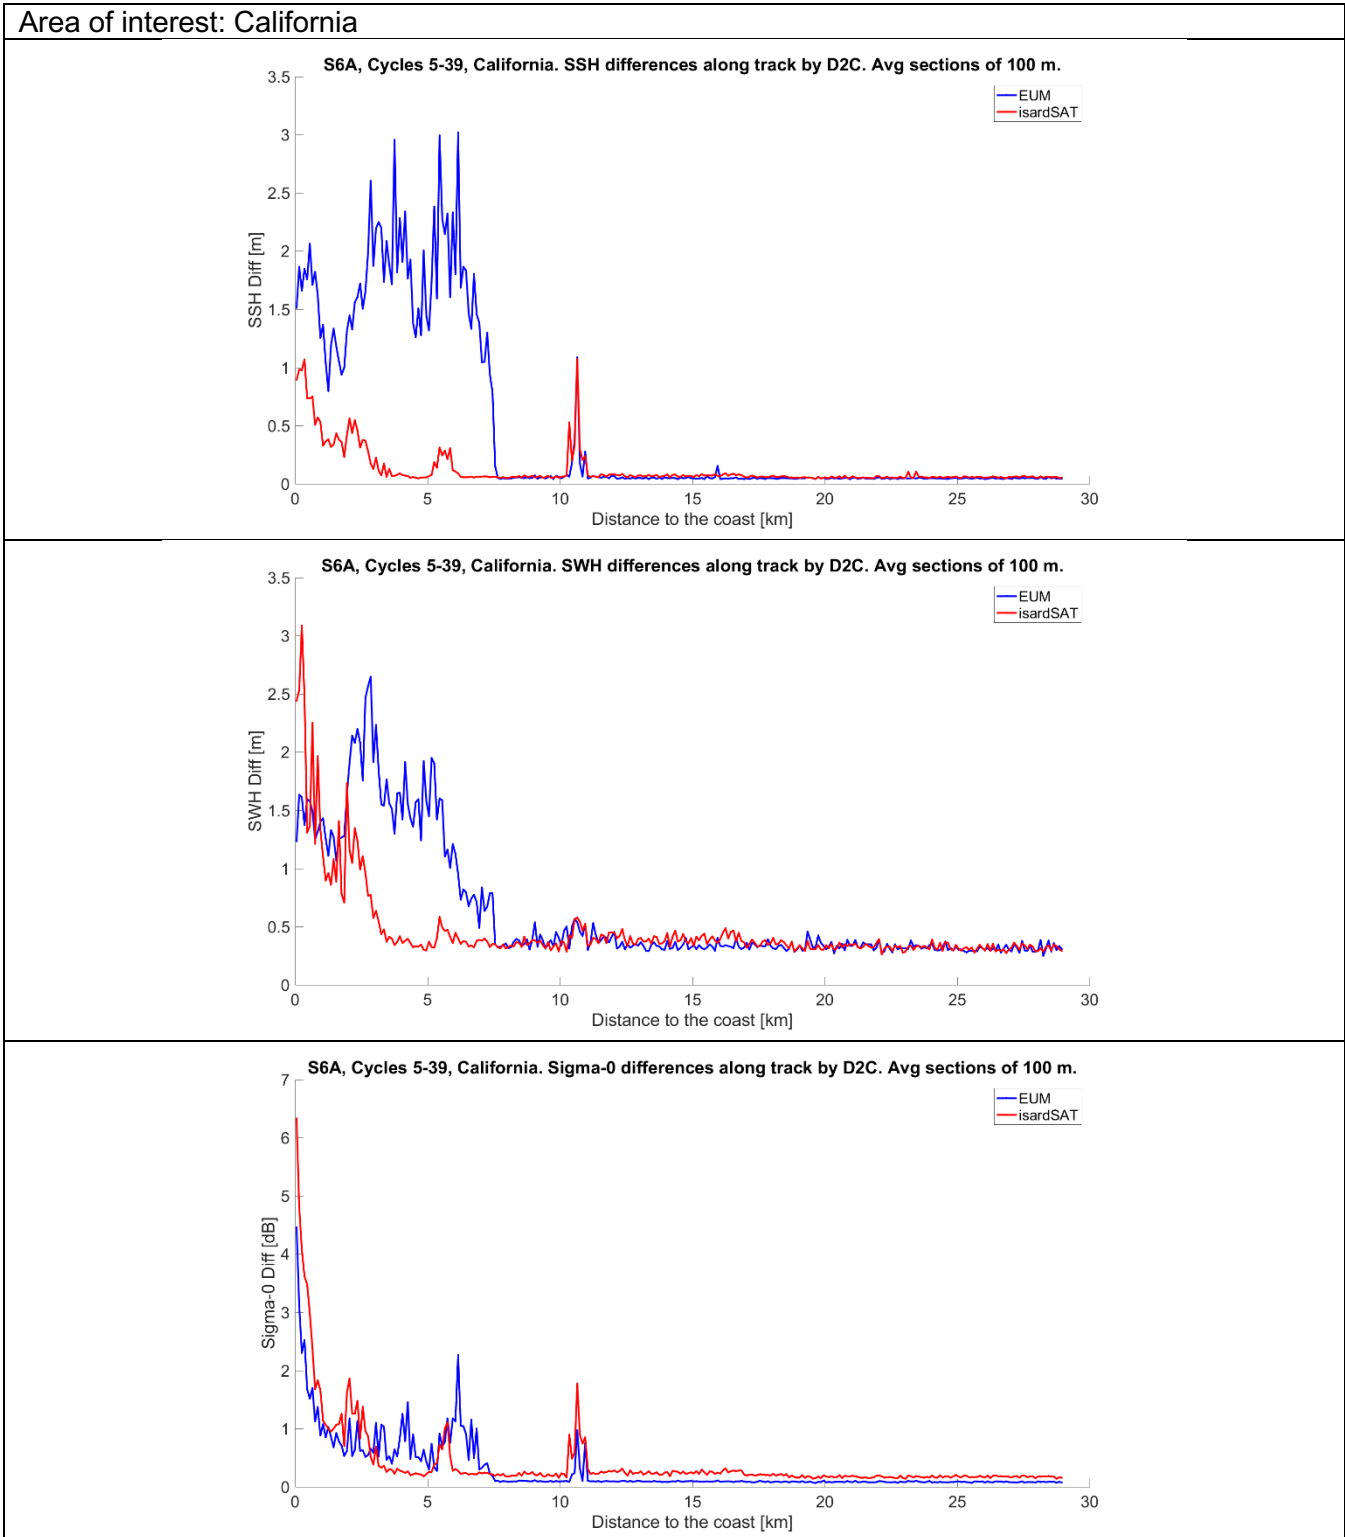 Area of interest: California
S6A, Cycles 5-39, California. SSH differences along track by D2C. Avg sections of 100 m.
EUM
isardSAT
SSH Diff [m]
3.5
3
2.5
2
1.5
1
0.5
0
0 5 10 15 20 25 30
Distance to the coast [km]
S6A, Cycles 5-39, California. SWH differences along track by D2C. Avg sections of 100 m.
EUM
isardSAT
SWH Diff [m]
3.5
3
2.5
2
1.5
1
0.5
0
0 5 10 15 20 25 30
Distance to the coast [km]
S6A, Cycles 5-39, California. Sigma-0 differences along track by D2C. Avg sections of 100 m.
EUM
isardSAT
Sigma-0 Diff [dB]
7
6
5
4
3
2
1
0
0 5 10 15 20 25 30
Distance to the coast [km]